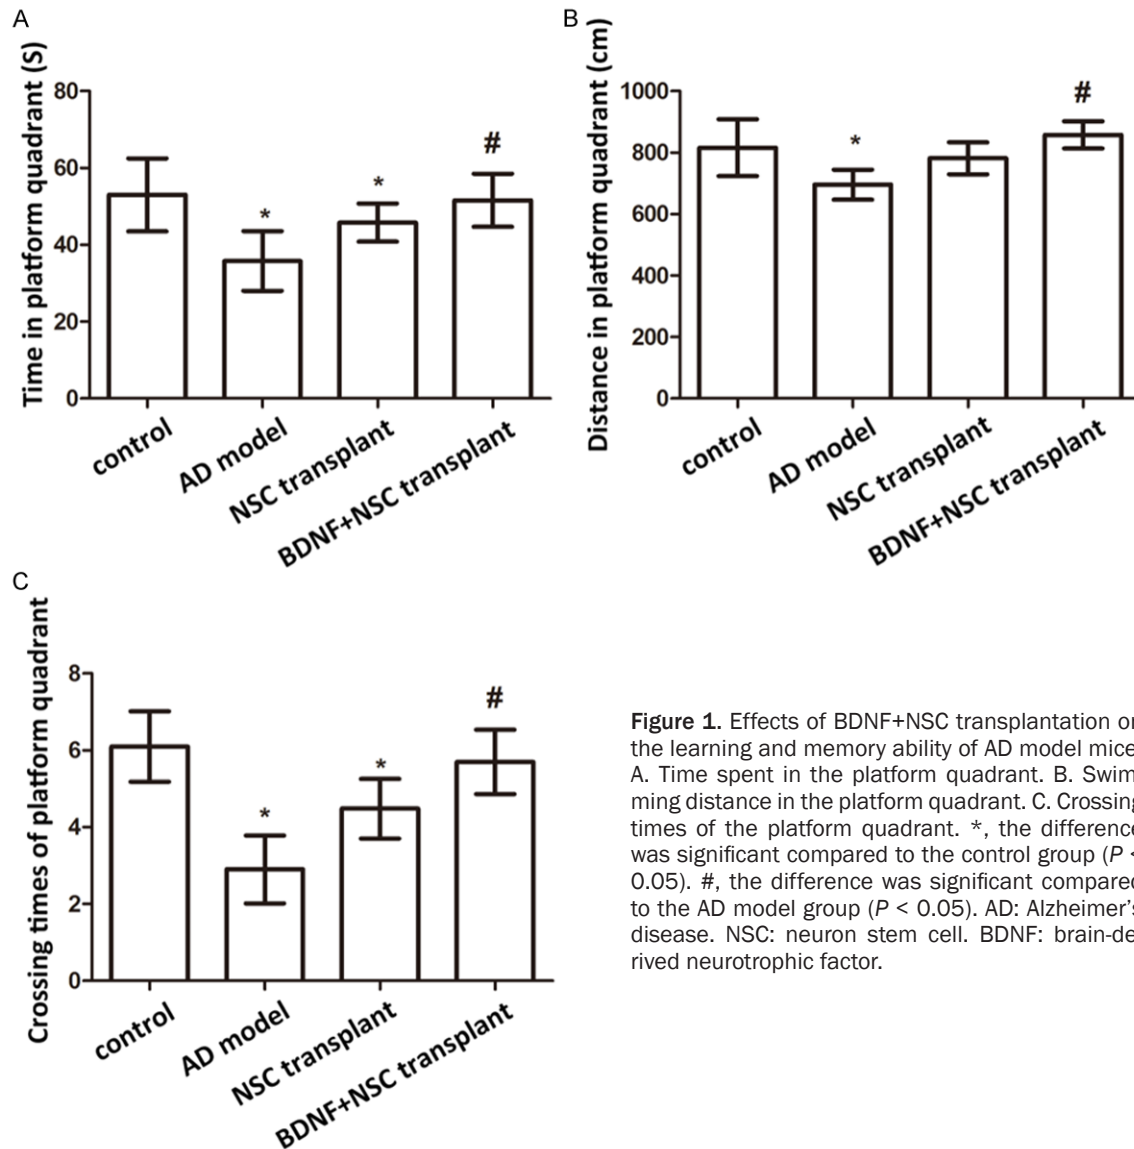 A
Time in platform quadrant (S)
80
60
40
20
0
*
*
#
control
AD model
NSC transplant
BDNF+NSC transplant
B
Distance in platform quadrant (cm)
1000
800
600
400
200
0
*
#
control
AD model
NSC transplant
BDNF+NSC transplant
C
Crossing times of platform quadrant
8
6
4
2
0
*
*
#
control
AD model
NSC transplant
BDNF+NSC transplant
Figure 1. Effects of BDNF+NSC transplantation on
the learning and memory ability of AD model mice
A. Time spent in the platform quadrant. B. Swim
ming distance in the platform quadrant. C. Crossing
times of the platform quadrant. *, the difference
was significant compared to the control group (P <
0.05). #, the difference was significant compared
to the AD model group (P < 0.05). AD: Alzheimer's
disease. NSC: neuron stem cell. BDNF: brain-de
rived neurotrophic factor.